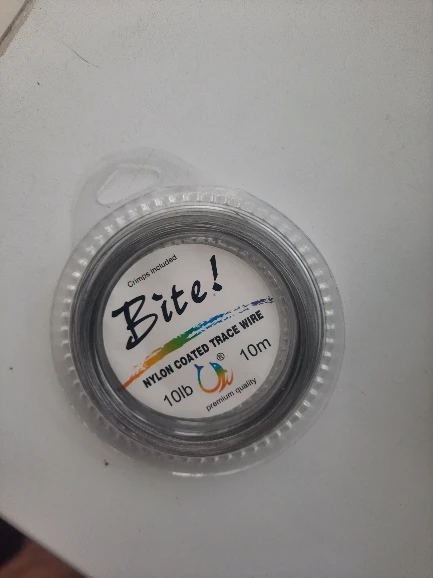 Crimps included
Bite!
NYLON COATED TRACE WIRE
10lb ® 10m
premium quality